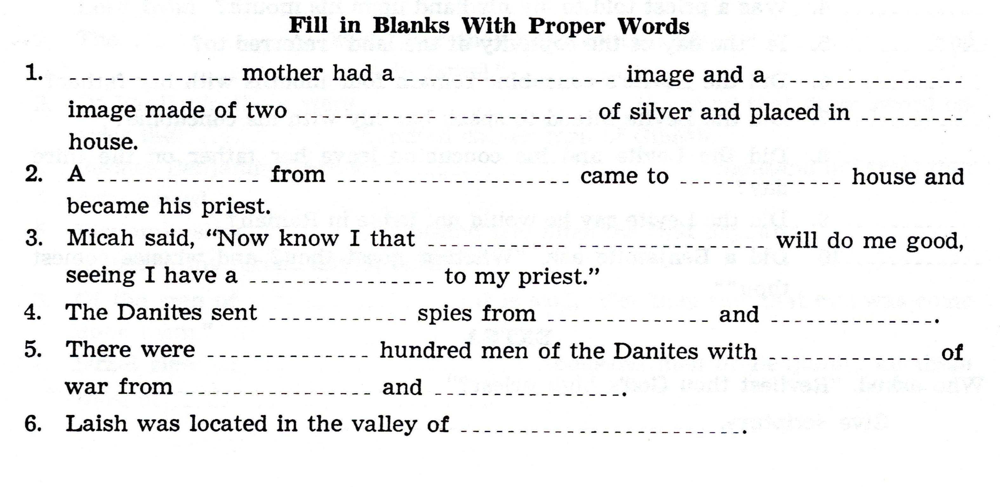 Fill in Blanks With Proper Words
1. -------------- mother had a ------------------ image and a ----------------
image made of two ------------ ------------ of silver and placed in ---------
house.
2. A -------------- from -------------------- came to -------------- house and
became his priest.
3. Micah said, “Now know I that ------------ ---------------- will do me good,
seeing I have a ---------------- to my priest.”
4. The Danites sent ------------ spies from -------------- and --------------.
5. There were -------------- hundred men of the Danites with -------------- of
war from ---------------- and ----------------.
6. Laish was located in the valley of ------------------------.